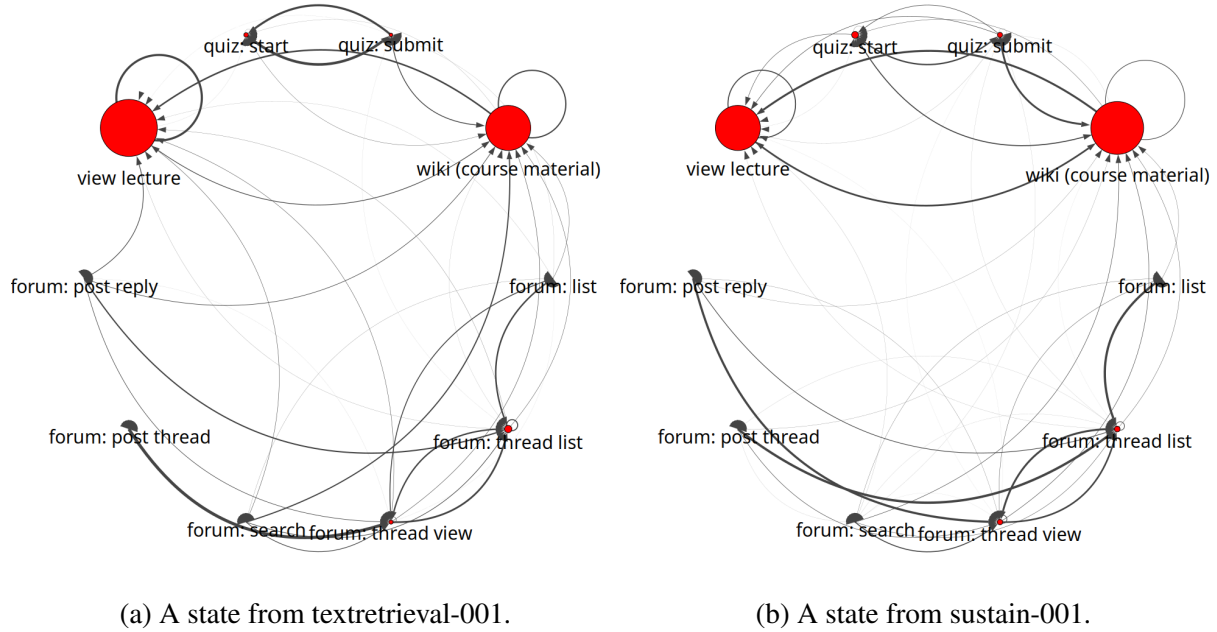 quiz: start
quiz: submit
view lecture
wiki (course material)
forum: post reply
forum: list
forum: post thread
forum: thread list
forum: search
forum: thread view
(a) A state from textretrieval-001.
quiz: start
quiz: submit
view lecture
wiki (course material)
forum: post reply
forum: list
forum: post thread
forum: thread list
forum: search
forum: thread view
(b) A state from sustain-001.